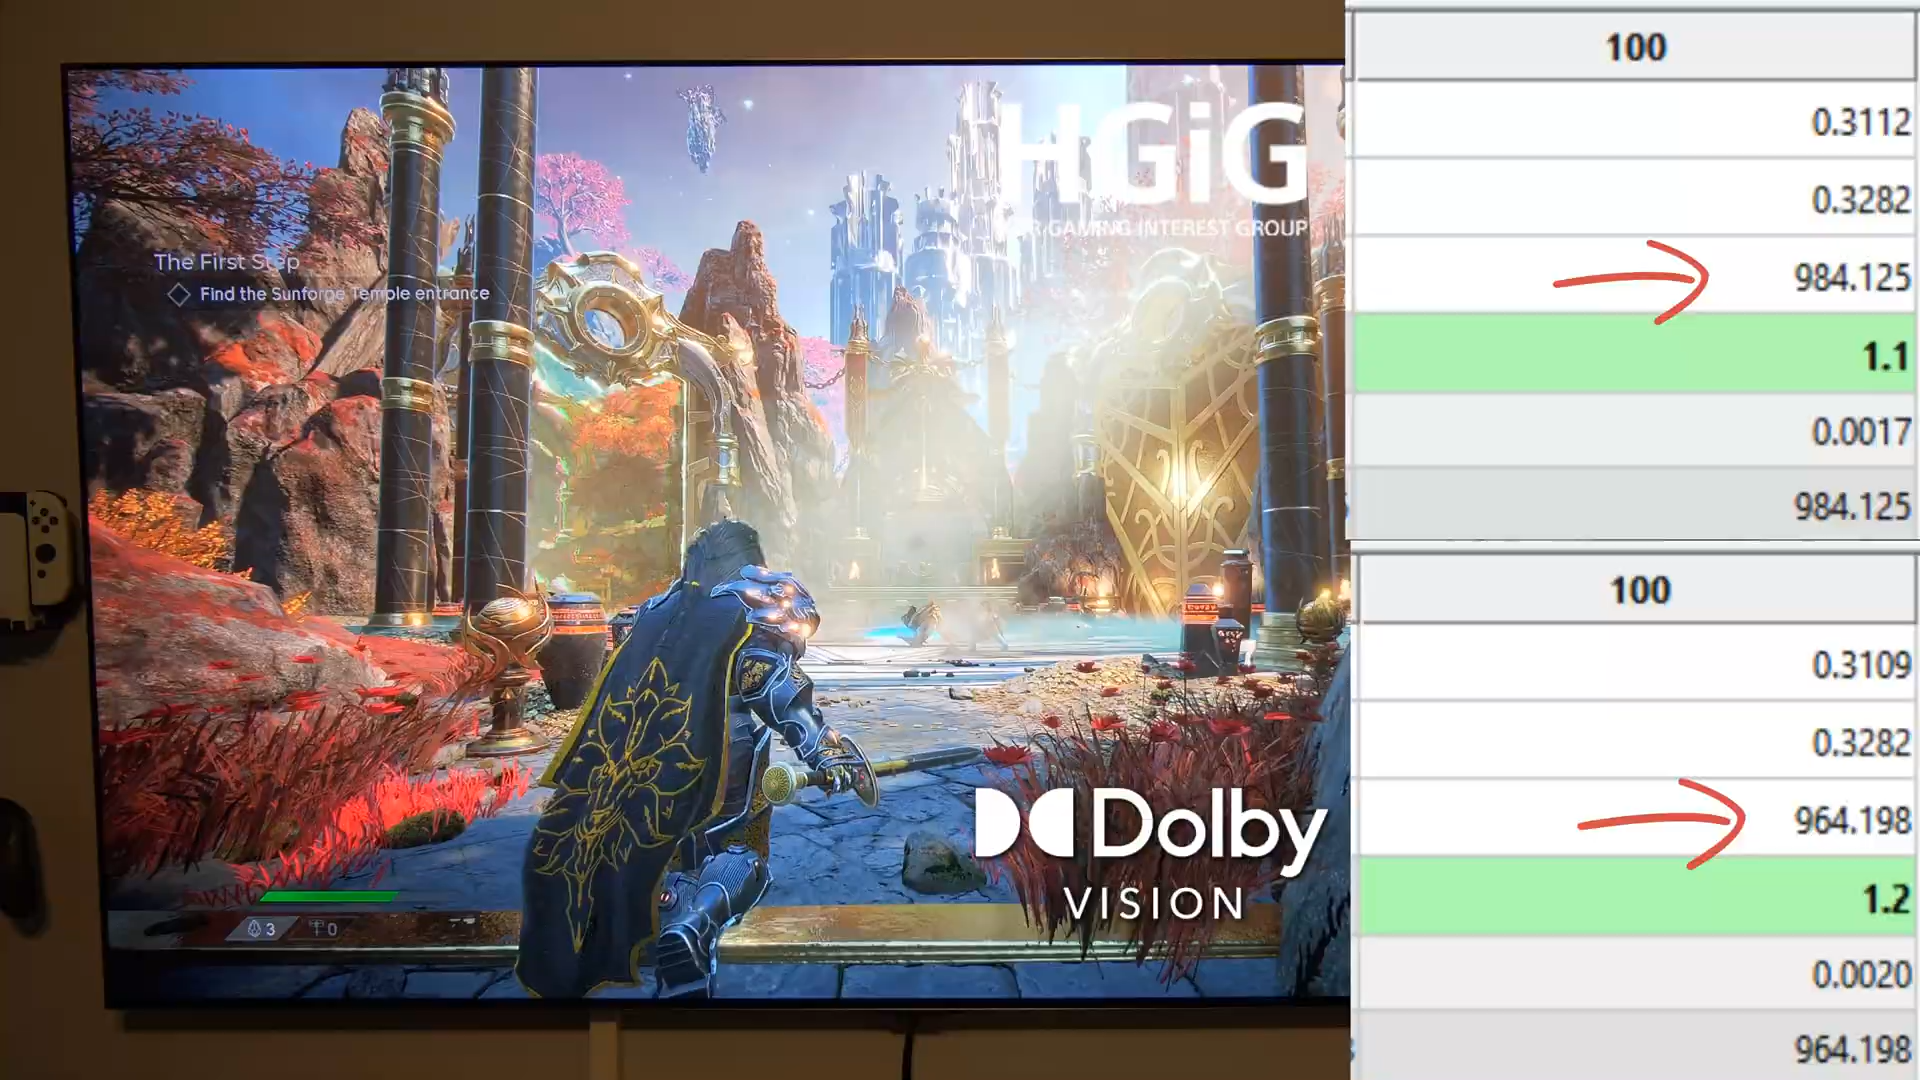 The First Step
Find the Sunforge Temple entrance
3
0
HGiG
GAMING INTEREST GROUP
Dolby
VISION
100
0.3112
0.3282
984.125
1.1
0.0017
984.125
100
0.3109
0.3282
964.198
1.2
0.0020
964.198